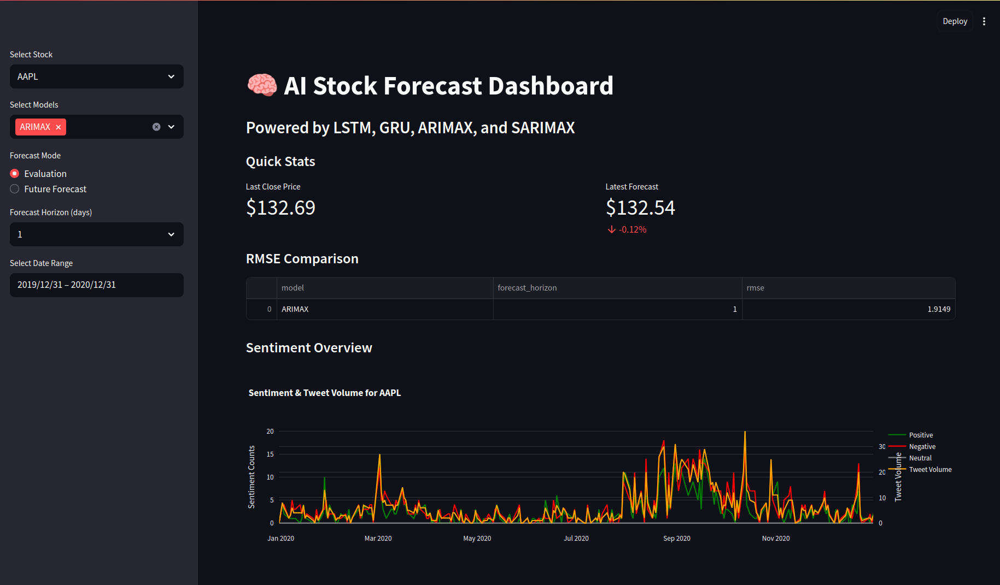 Deploy
Select Stock
AAPL
Select Models
ARIMAX
Forecast Mode
Evaluation
Future Forecast
Forecast Horizon (days)
1
Select Date Range
2019/12/31 – 2020/12/31
AI Stock Forecast Dashboard
Powered by LSTM, GRU, ARIMAX, and SARIMAX
Quick Stats
Last Close Price
$132.69
Latest Forecast
$132.54
-0.12%
RMSE Comparison
model forecast_horizon rmse
0 ARIMAX 1 1.9149
Sentiment Overview
Sentiment & Tweet Volume for AAPL
Sentiment Counts
20
15
10
5
0
Jan 2020 Mar 2020 May 2020 Jul 2020 Sep 2020 Nov 2020
30
20
10
0
Tweet Volume
Positive
Negative
Neutral
Tweet Volume